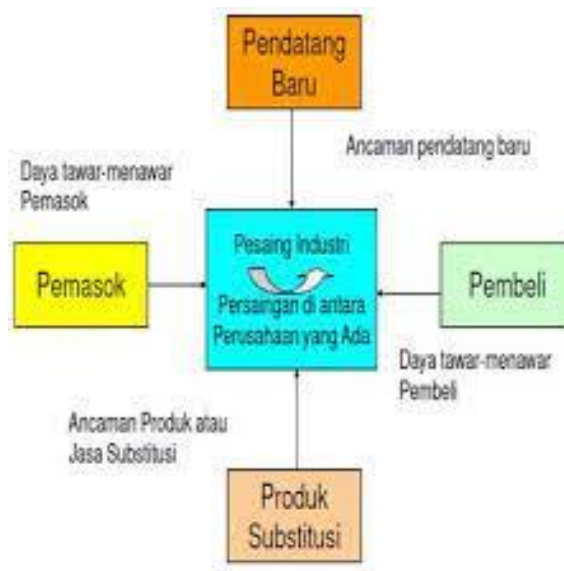 Pendatang
Baru
Ancaman pendatang baru
Daya tawar-menawar
Pemasok
Pesaing Industri
Pemasok
Persaingan di antara
Perusahaan yang Ada
Pembeli
Daya tawar-menawar
Pembeli
Ancaman Produk atau
Jasa Substitusi
Produk
Substitusi